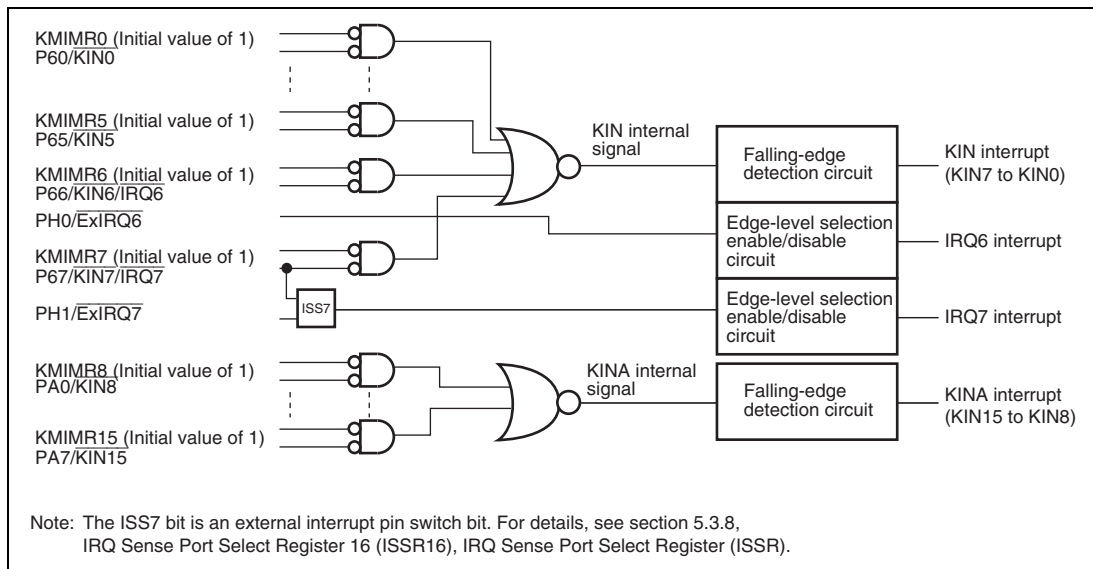 KMIMR0 (Initial value of 1)
P60/KIN0
KMIMR5 (Initial value of 1)
P65/KIN5
KMIMR6 (Initial value of 1)
P66/KIN6/IRQ6
PH0/ExIRQ6
KMIMR7 (Initial value of 1)
P67/KIN7/IRQ7
PH1/ExIRQ7
ISS7
KIN internal
signal
Falling-edge
detection circuit
KIN interrupt
(KIN7 to KIN0)
Edge-level selection
enable/disable
circuit
IRQ6 interrupt
Edge-level selection
enable/disable
circuit
IRQ7 interrupt
KMIMR8 (Initial value of 1)
PA0/KIN8
KMIMR15 (Initial value of 1)
PA7/KIN15
KINA internal
signal
Falling-edge
detection circuit
KINA interrupt
(KIN15 to KIN8)
Note: The ISS7 bit is an external interrupt pin switch bit. For details, see section 5.3.8,
IRQ Sense Port Select Register 16 (ISSR16), IRQ Sense Port Select Register (ISSR).